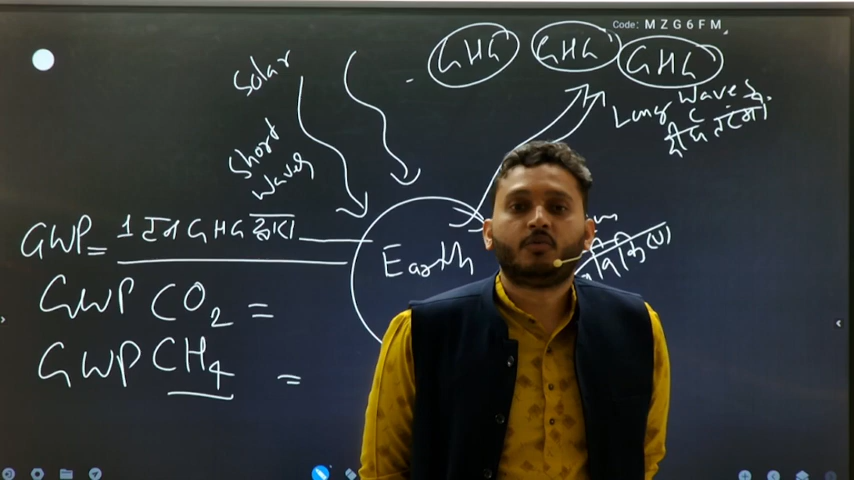 Code: M Z G 6 F M
GHG GHG GHG
Solar
Long Waves
Short
Waves
GWP = 1 टन GHG द्वारा
Earth
GWP CO2 =
GWP CH4 =